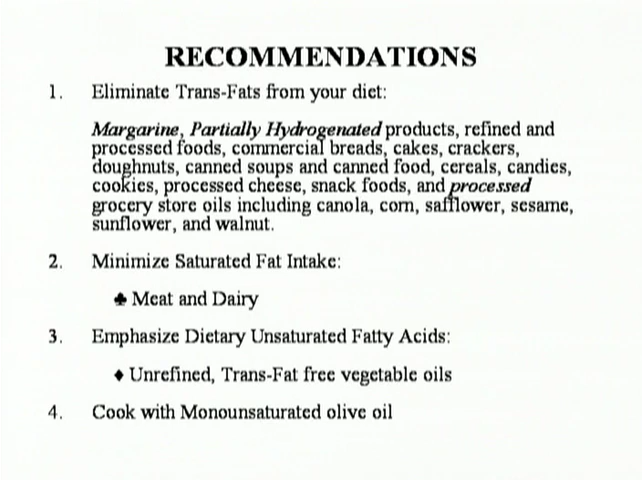 RECOMMENDATIONS
1. Eliminate Trans-Fats from your diet:
Margarine, Partially Hydrogenated products, refined and
processed foods, commercial breads, cakes, crackers,
doughnuts, canned soups and canned food, cereals, candies,
cookies, processed cheese, snack foods, and processed
grocery store oils including canola, corn, safflower, sesame,
sunflower, and walnut.
2. Minimize Saturated Fat Intake:
♣ Meat and Dairy
3. Emphasize Dietary Unsaturated Fatty Acids:
♦ Unrefined, Trans-Fat free vegetable oils
4. Cook with Monounsaturated olive oil